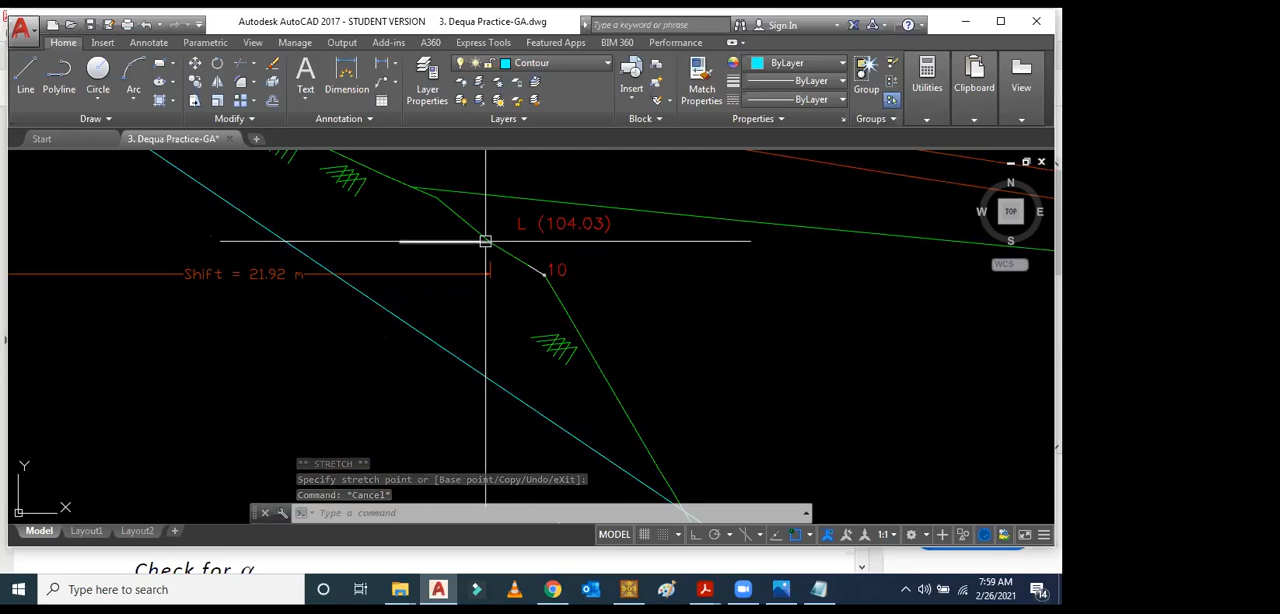 Autodesk AutoCAD 2017 - STUDENT VERSION 3. Dequa Practice-GA.dwg
Type a keyword or phrase
Sign In
Home Insert Annotate Parametric View Manage Output Add-ins A360 Express Tools Featured Apps BIM 360 Performance
Contour
ByLayer
ByLayer
ByLayer
Line Polyline Circle Arc
Text Dimension
Layer Properties
Insert
Match Properties
Group
Utilities Clipboard View
Draw Modify Annotation Layers Block Properties Groups
Start 3. Dequa Practice-GA*
N
W TOP E
S
WCS
L (104.03)
10
Shift = 21.92 m
** STRETCH **
Specify stretch point or [Base point/Copy/Undo/eXit]:
Command: *Cancel*
Type a command
Y
X
Model Layout1 Layout2
MODEL 1:1
Check for α
Type here to search
7:59 AM
2/26/2021
14